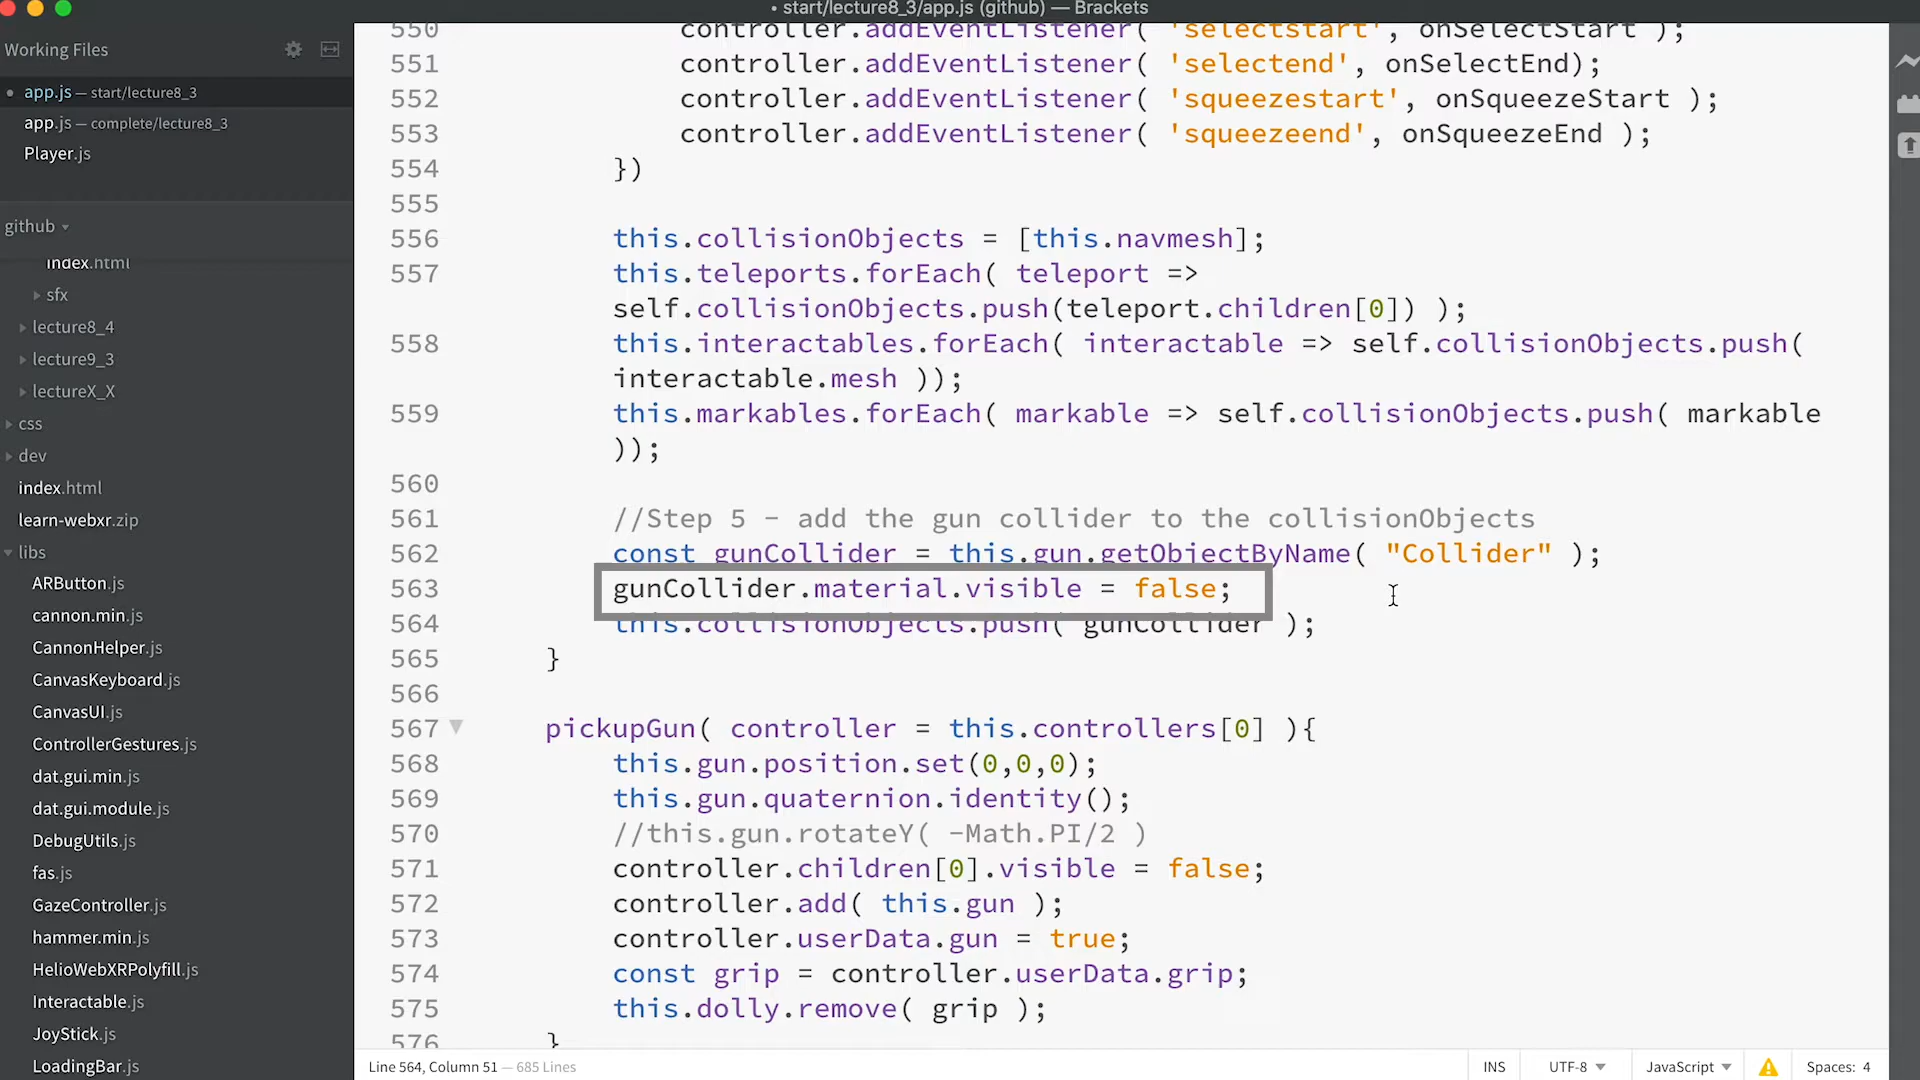 • start/lecture8_3/app.js (github) — Brackets
Working Files
• app.js — start/lecture8_3
app.js — complete/lecture8_3
Player.js
github
index.html
sfx
lecture8_4
lecture9_3
lectureX_X
css
dev
index.html
learn-webxr.zip
libs
ARButton.js
cannon.min.js
CannonHelper.js
CanvasKeyboard.js
CanvasUI.js
ControllerGestures.js
dat.gui.min.js
dat.gui.module.js
DebugUtils.js
fas.js
GazeController.js
hammer.min.js
HelioWebXRPolyfill.js
Interactable.js
JoyStick.js
LoadingBar.js
550 controller.addEventListener( 'selectstart', onSelectStart );
551 controller.addEventListener( 'selectend', onSelectEnd);
552 controller.addEventListener( 'squeezestart', onSqueezeStart );
553 controller.addEventListener( 'squeezeend', onSqueezeEnd );
554 })
555
556 this.collisionObjects = [this.navmesh];
557 this.teleports.forEach( teleport =>
self.collisionObjects.push(teleport.children[0]) );
558 this.interactables.forEach( interactable => self.collisionObjects.push(
interactable.mesh ));
559 this.markables.forEach( markable => self.collisionObjects.push( markable
));
560
561 //Step 5 - add the gun collider to the collisionObjects
562 const gunCollider = this.gun.getObjectByName( "Collider" );
563 gunCollider.material.visible = false;
564 this.collisionObjects.push( gunCollider );
565 }
566
567 pickupGun( controller = this.controllers[0] ){
568 this.gun.position.set(0,0,0);
569 this.gun.quaternion.identity();
570 //this.gun.rotateY( -Math.PI/2 )
571 controller.children[0].visible = false;
572 controller.add( this.gun );
573 controller.userData.gun = true;
574 const grip = controller.userData.grip;
575 this.dolly.remove( grip );
576 }
Line 564, Column 51 — 685 Lines
INS
UTF-8
JavaScript
Spaces: 4